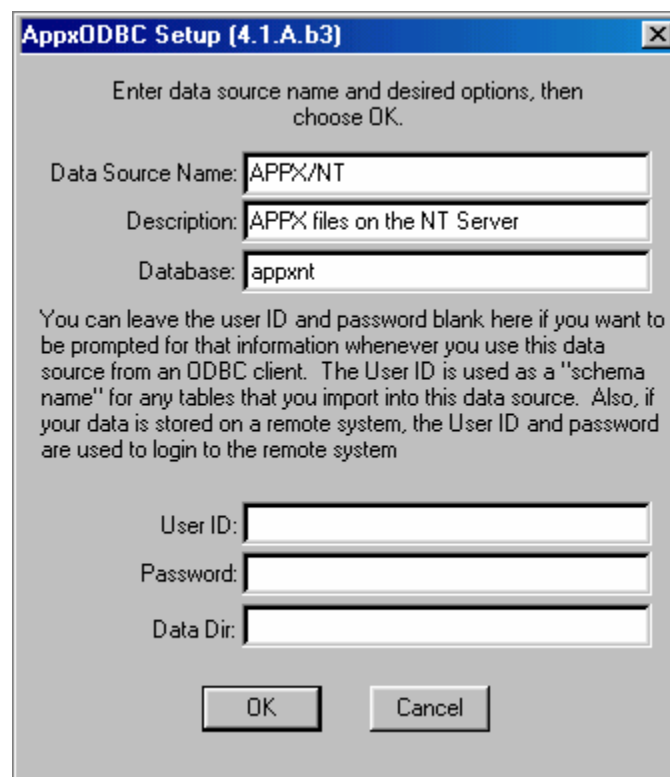 AppxODBC Setup (4.1.A.b3)
Enter data source name and desired options, then
choose OK.
Data Source Name: APPX/NT
Description: APPX files on the NT Server
Database: appxnt
You can leave the user ID and password blank here if you want to
be prompted for that information whenever you use this data
source from an ODBC client.  The User ID is used as a "schema
name" for any tables that you import into this data source.  Also, if
your data is stored on a remote system, the User ID and password
are used to login to the remote system
User ID:
Password:
Data Dir:
OK Cancel